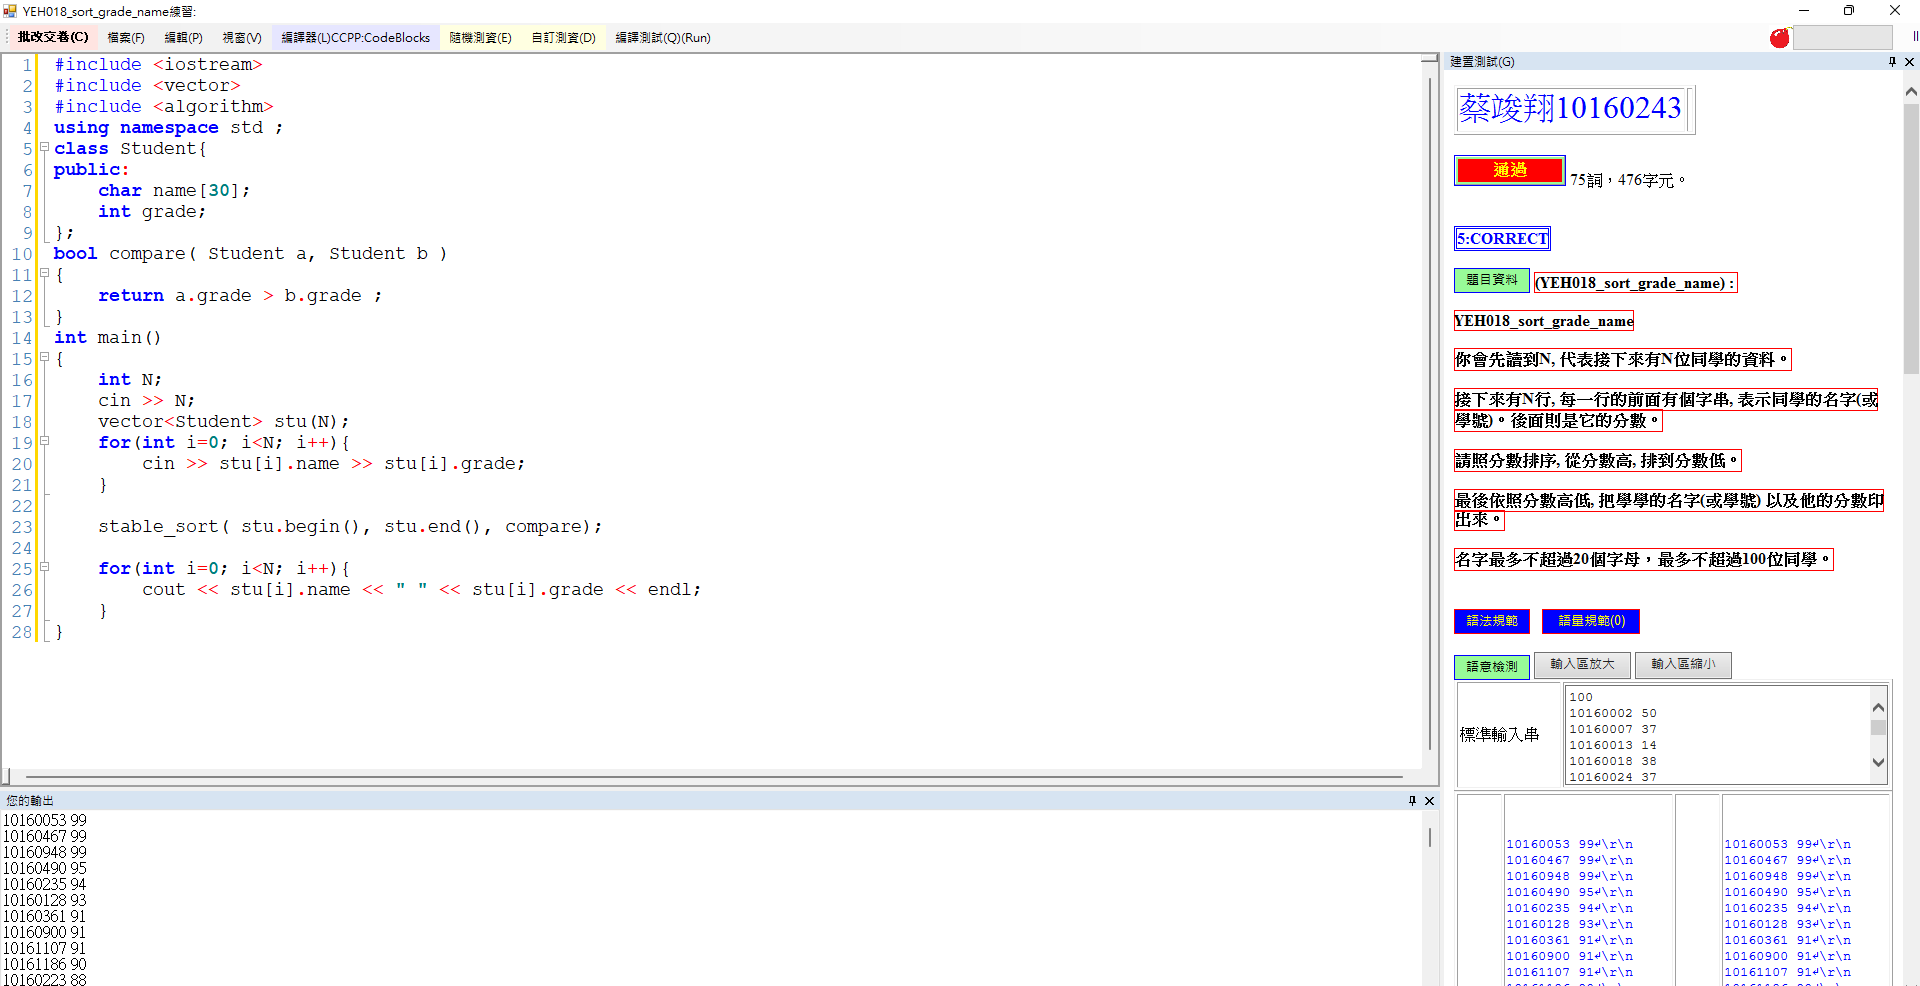 YEH018_sort_grade_name練習:
批改交卷(C) 檔案(F) 編輯(P) 視窗(V) 編譯器(L)CCPP:CodeBlocks 隨機測資(E) 自訂測資(D) 編譯測試(Q)(Run)
1 #include <iostream>
2 #include <vector>
3 #include <algorithm>
4 using namespace std ;
5 class Student{
6 public:
7     char name[30];
8     int grade;
9 };
10 bool compare( Student a, Student b )
11 {
12     return a.grade > b.grade ;
13 }
14 int main()
15 {
16     int N;
17     cin >> N;
18     vector<Student> stu(N);
19     for(int i=0; i<N; i++){
20         cin >> stu[i].name >> stu[i].grade;
21     }
22
23     stable_sort( stu.begin(), stu.end(), compare);
24
25     for(int i=0; i<N; i++){
26         cout << stu[i].name << " " << stu[i].grade << endl;
27     }
28 }
您的輸出
10160053 99
10160467 99
10160948 99
10160490 95
10160235 94
10160128 93
10160361 91
10160900 91
10161107 91
10161186 90
10160223 88
建置測試(G)
蔡竣翔10160243
通過 75詞，476字元。
5:CORRECT
題目資料 (YEH018_sort_grade_name) :
YEH018_sort_grade_name
你會先讀到N, 代表接下來有N位同學的資料。
接下來有N行, 每一行的前面有個字串, 表示同學的名字(或
學號)。後面則是它的分數。
請照分數排序, 從分數高, 排到分數低。
最後依照分數高低, 把學學的名字(或學號) 以及他的分數印
出來。
名字最多不超過20個字母，最多不超過100位同學。
語法規範 語量規範(0)
語意檢測 輸入區放大 輸入區縮小
標準輸入串
100
10160002 50
10160007 37
10160013 14
10160018 38
10160024 37
10160053 99↲\r\n 10160053 99↲\r\n
10160467 99↲\r\n 10160467 99↲\r\n
10160948 99↲\r\n 10160948 99↲\r\n
10160490 95↲\r\n 10160490 95↲\r\n
10160235 94↲\r\n 10160235 94↲\r\n
10160128 93↲\r\n 10160128 93↲\r\n
10160361 91↲\r\n 10160361 91↲\r\n
10160900 91↲\r\n 10160900 91↲\r\n
10161107 91↲\r\n 10161107 91↲\r\n